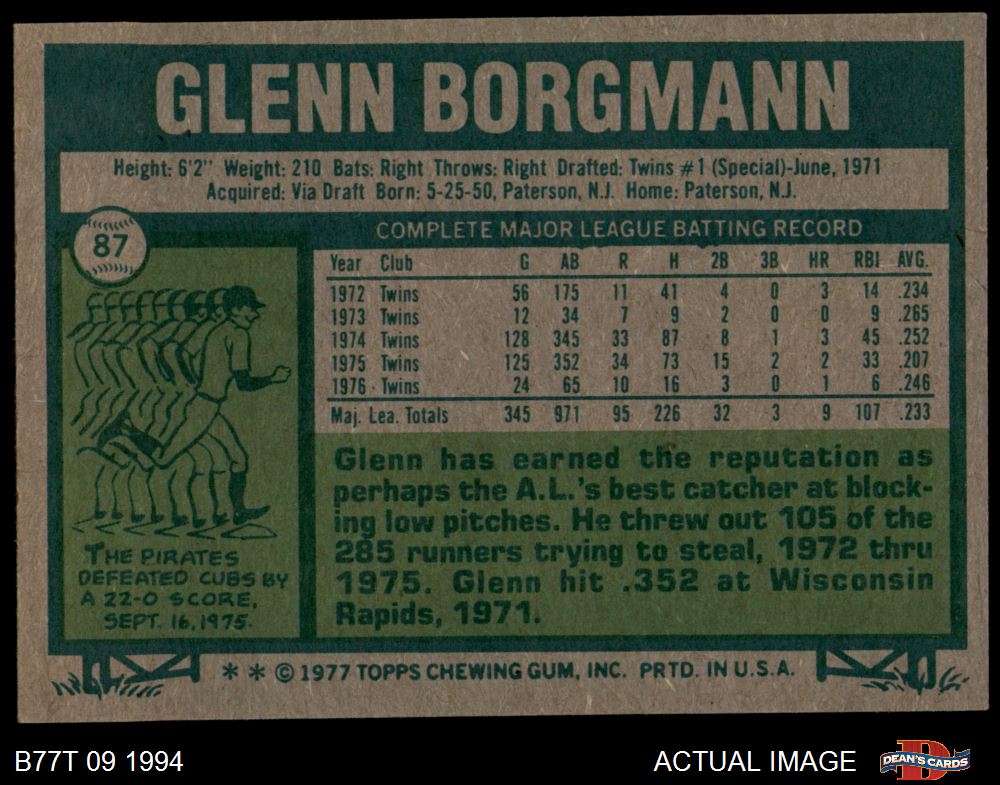 GLENN BORGMANN
Height: 6'2" Weight: 210 Bats: Right Throws: Right Drafted: Twins #1 (Special)-June, 1971
Acquired: Via Draft Born: 5-25-50, Paterson, N.J. Home: Paterson, N.J.
87
COMPLETE MAJOR LEAGUE BATTING RECORD
Year Club G AB R H 2B 3B HR RBI AVG.
1972 Twins 56 175 11 41 4 0 3 14 .234
1973 Twins 12 34 7 9 2 0 0 9 .265
1974 Twins 128 345 33 87 8 1 3 45 .252
1975 Twins 125 352 34 73 15 2 2 33 .207
1976 Twins 24 65 10 16 3 0 1 6 .246
Maj. Lea. Totals 345 971 95 226 32 3 9 107 .233
Glenn has earned the reputation as
perhaps the A.L.'s best catcher at block-
ing low pitches. He threw out 105 of the
285 runners trying to steal, 1972 thru
1975. Glenn hit .352 at Wisconsin
Rapids, 1971.
THE PIRATES
DEFEATED CUBS BY
A 22-0 SCORE,
SEPT. 16, 1975.
** © 1977 TOPPS CHEWING GUM, INC. PRTD. IN U.S.A.
B77T 09 1994
ACTUAL IMAGE
D
DEAN'S CARDS